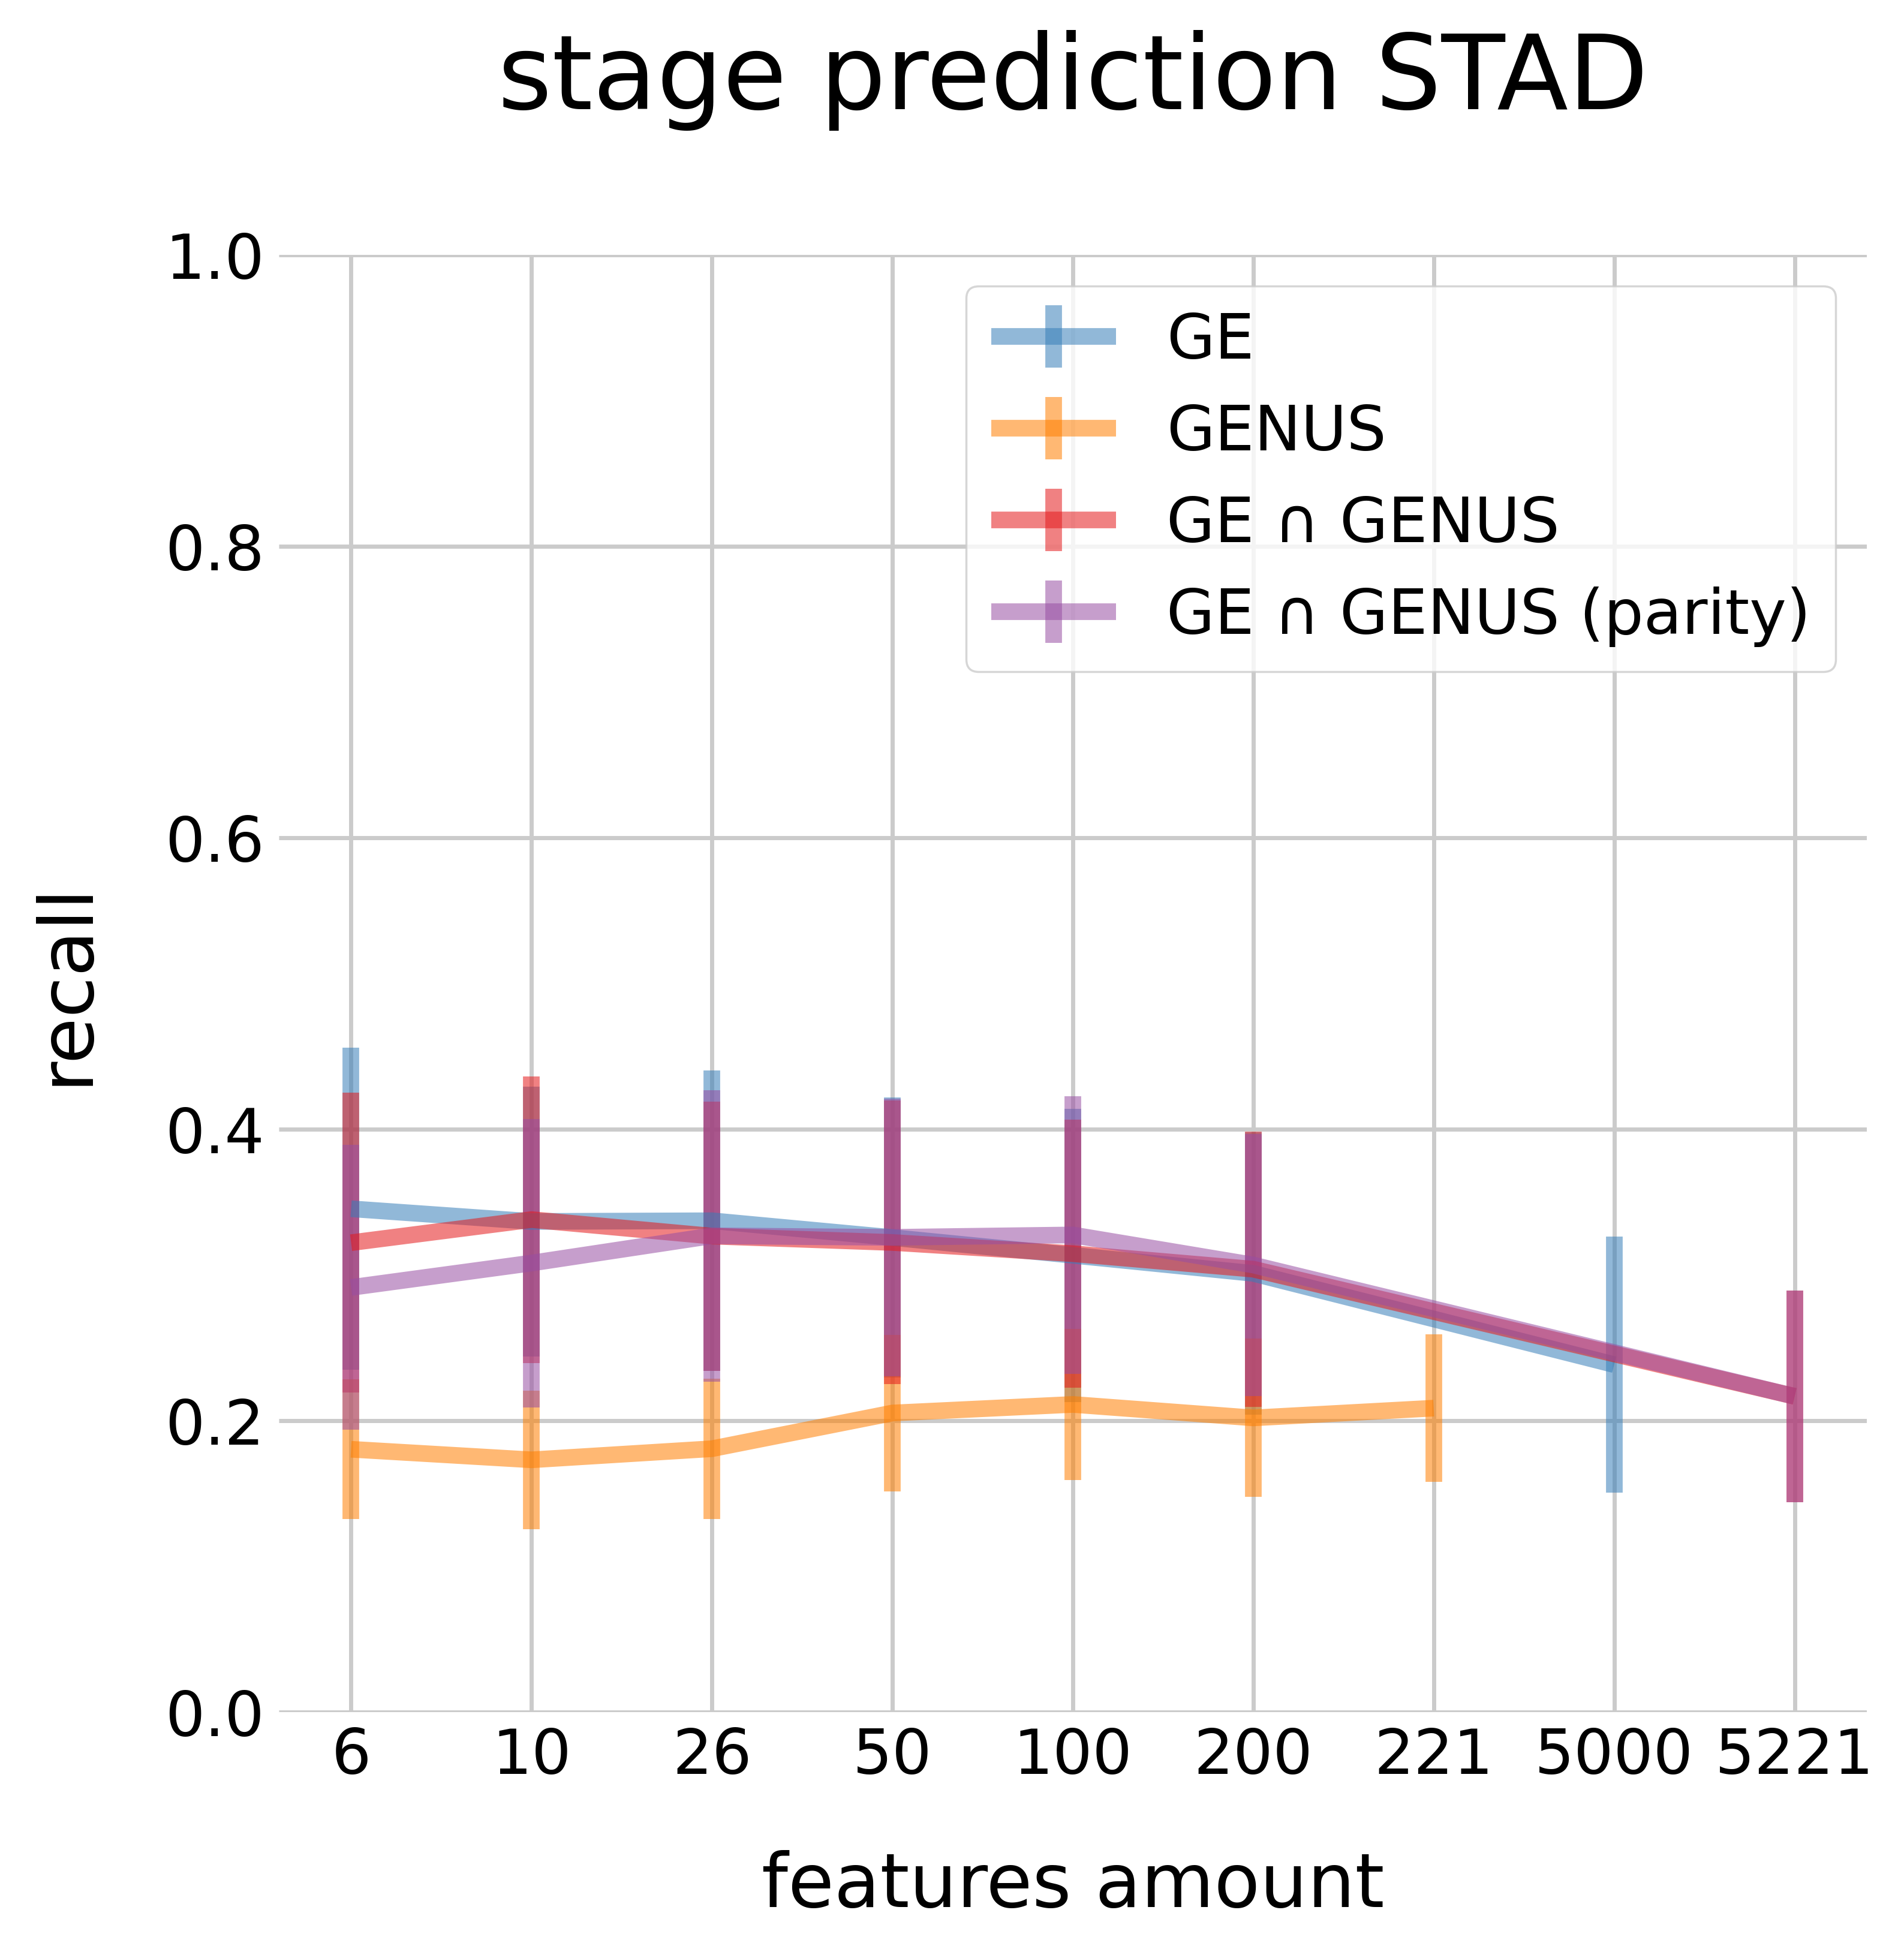 stage prediction STAD
1.0
0.8
0.6
0.4
0.2
0.0
recall
GE
GENUS
GE ∩ GENUS
GE ∩ GENUS (parity)
6 10 26 50 100 200 221 5000 5221
features amount